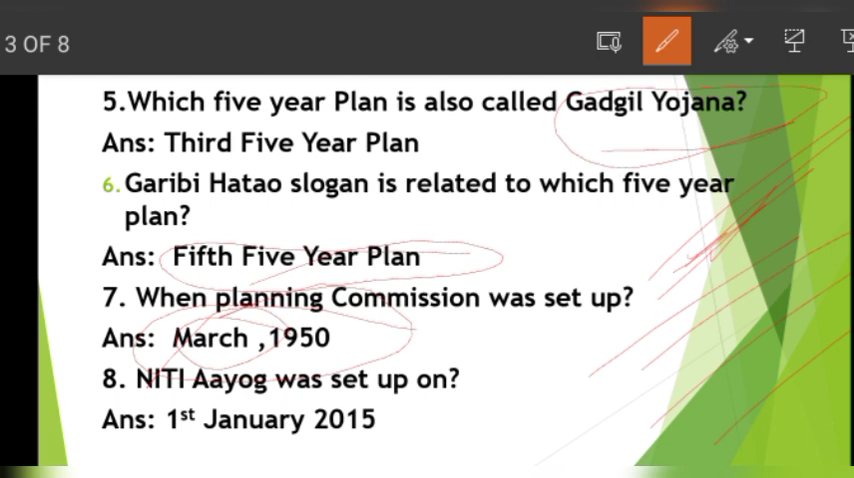 3 OF 8
5.Which five year Plan is also called Gadgil Yojana?
Ans: Third Five Year Plan
6. Garibi Hatao slogan is related to which five year
plan?
Ans: Fifth Five Year Plan
7. When planning Commission was set up?
Ans: March ,1950
8. NITI Aayog was set up on?
Ans: 1st January 2015